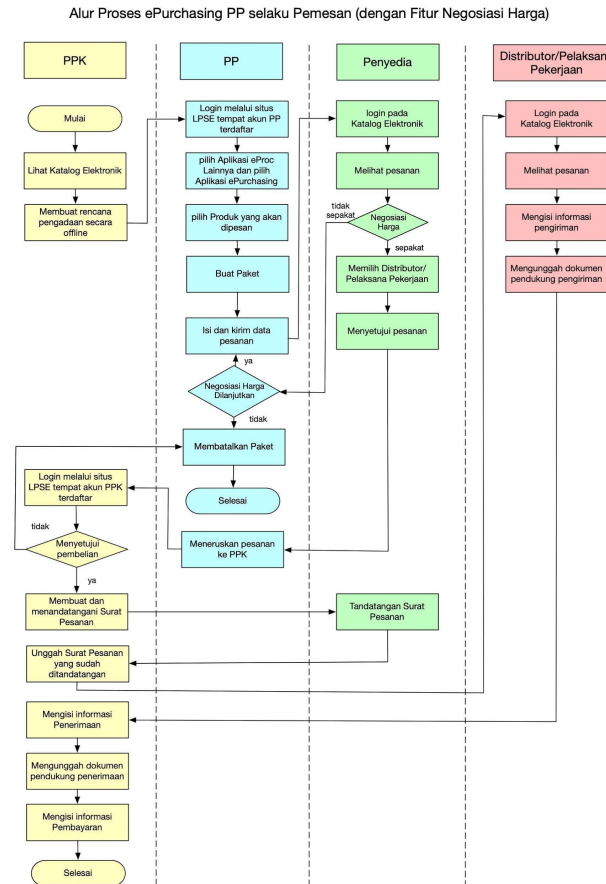 Alur Proses ePurchasing PP selaku Pemesan (dengan Fitur Negosiasi Harga)
PPK
Mulai
Lihat Katalog Elektronik
Membuat rencana
pengadaan secara
offline
Login melalui situs
LPSE tempat akun PPK
terdaftar
tidak
Menyetujui
pembelian
ya
Membuat dan
menandatangani Surat
Pesanan
Unggah Surat Pesanan
yang sudah
ditandatangan
Mengisi informasi
Penerimaan
Mengunggah dokumen
pendukung penerimaan
Mengisi informasi
Pembayaran
Selesai
PP
Login melalui situs
LPSE tempat akun PP
terdaftar
pilih Aplikasi eProc
Lainnya dan pilih
Aplikasi ePurchasing
pilih Produk yang akan
dipesan
Buat Paket
Isi dan kirim data
pesanan
ya
Negosiasi Harga
Dilanjutkan
tidak
Membatalkan Paket
Selesai
Meneruskan pesanan
ke PPK
Penyedia
login pada
Katalog Elektronik
Melihat pesanan
tidak
sepakat
Negosiasi
Harga
sepakat
Memilih Distributor/
Pelaksana Pekerjaan
Menyetujui pesanan
Tandatangan Surat
Pesanan
Distributor/Pelaksan
Pekerjaan
Login pada
Katalog Elektronik
Melihat pesanan
Mengisi informasi
pengiriman
Mengunggah dokumen
pendukung pengiriman